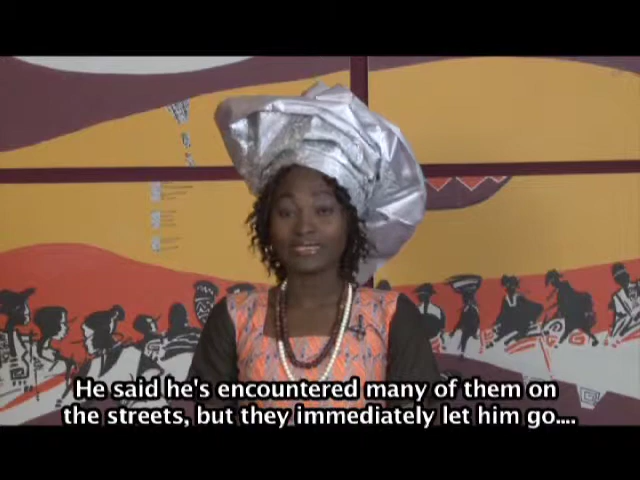 He said he's encountered many of them on
the streets, but they immediately let him go....